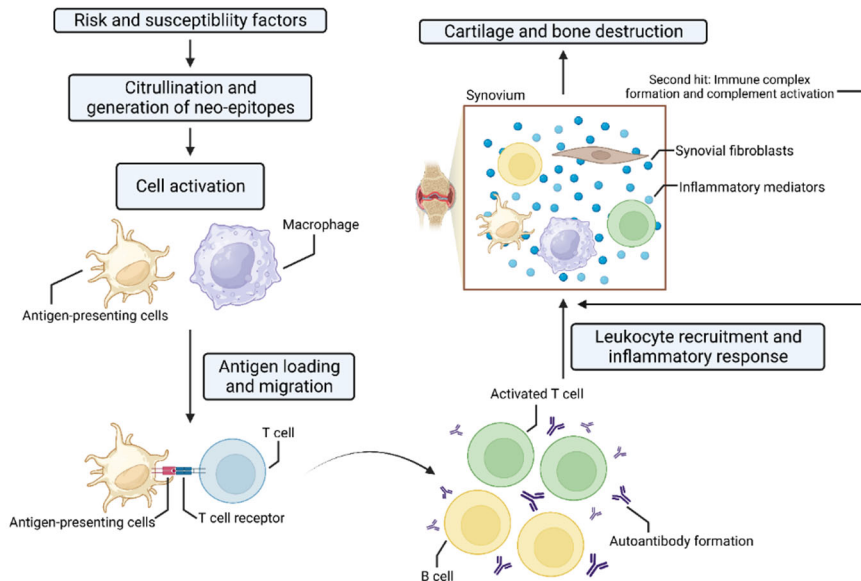 Risk and susceptibliity factors
Citrullination and
generation of neo-epitopes
Cell activation
Macrophage
Antigen-presenting cells
Antigen loading
and migration
T cell
Antigen-presenting cells
T cell receptor
Cartilage and bone destruction
Second hit: Immune complex
formation and complement activation
Synovium
Synovial fibroblasts
Inflammatory mediators
Leukocyte recruitment and
inflammatory response
Activated T cell
Autoantibody formation
B cell